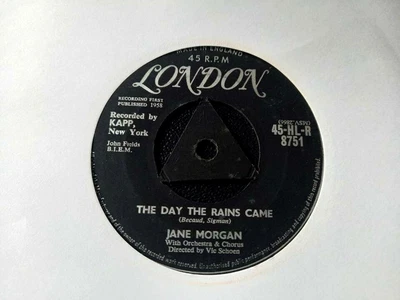 MADE IN ENGLAND
45 R.P.M
LONDON
RECORDING FIRST
PUBLISHED 1958
Recorded by
KAPP,
New York
John Fields
B.I.E.M.
45-HL-R
8751
THE DAY THE RAINS CAME
(Becaud, Sigman)
JANE MORGAN
With Orchestra & Chorus
Directed by Vic Schoen